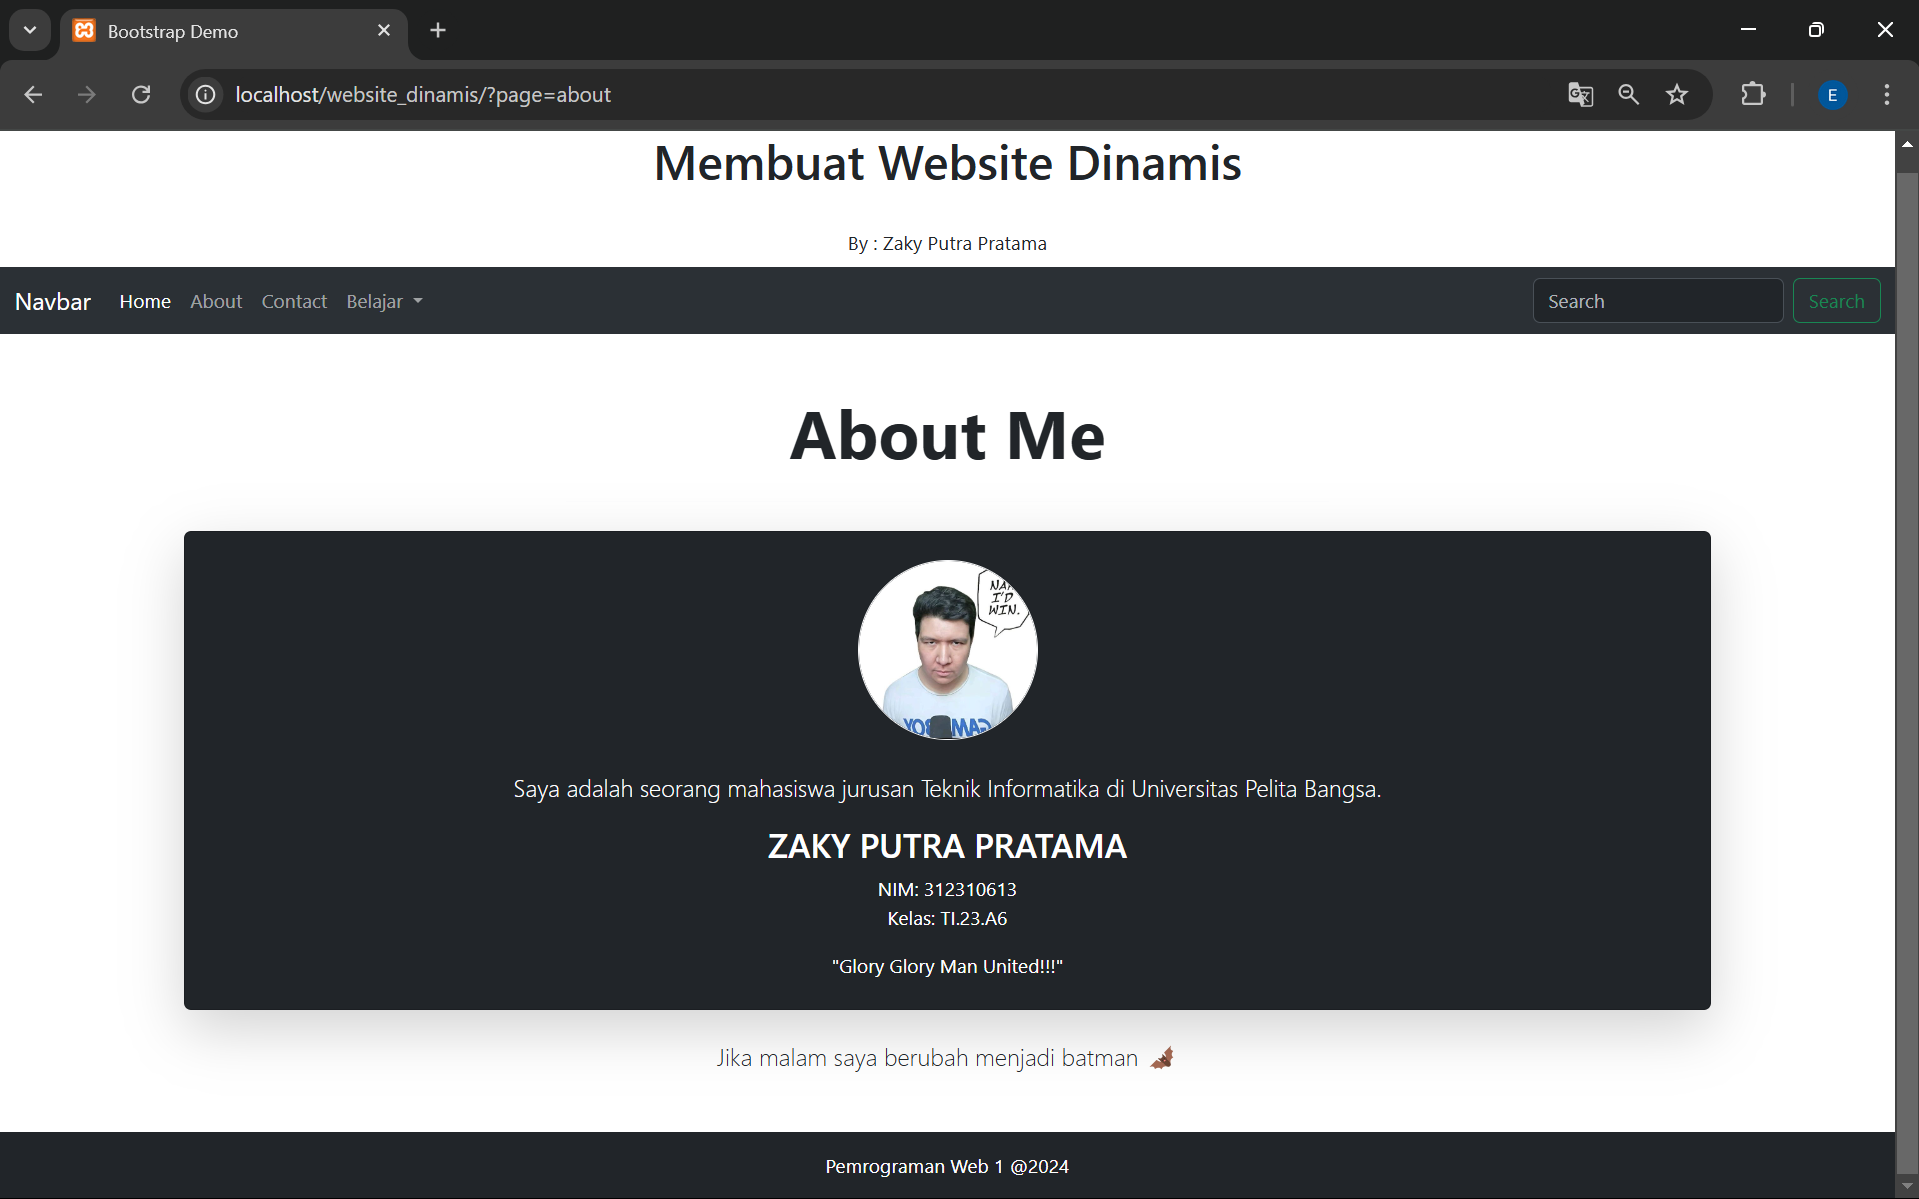 Bootstrap Demo
localhost/website_dinamis/?page=about
E
Membuat Website Dinamis
By : Zaky Putra Pratama
Navbar Home About Contact Belajar Search Search
About Me
I'D
WIN.
Saya adalah seorang mahasiswa jurusan Teknik Informatika di Universitas Pelita Bangsa.
ZAKY PUTRA PRATAMA
NIM: 312310613
Kelas: TI.23.A6
"Glory Glory Man United!!!"
Jika malam saya berubah menjadi batman
Pemrograman Web 1 @2024